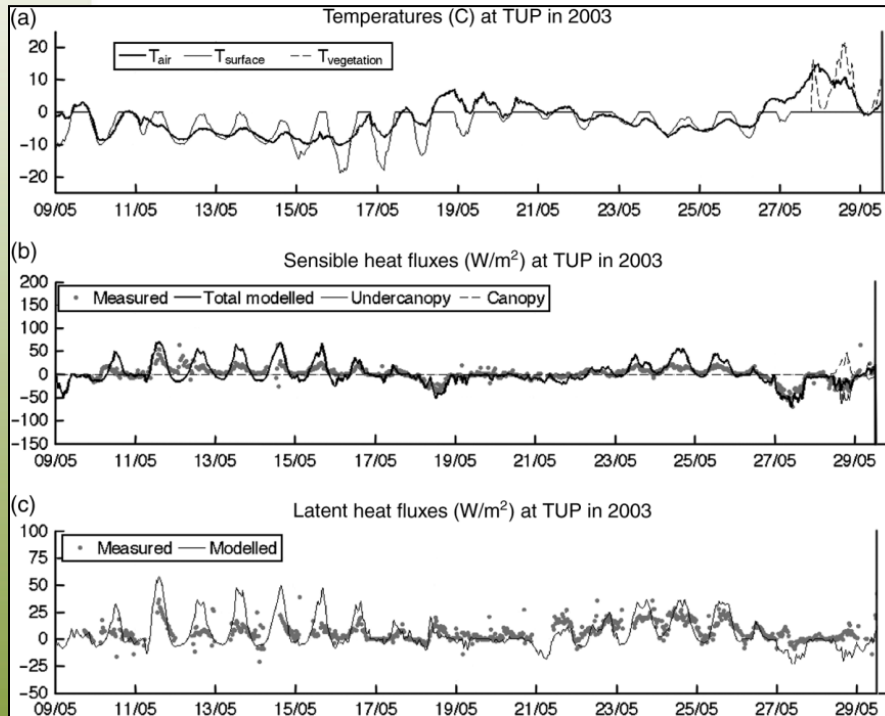 (a) Temperatures (C) at TUP in 2003
T_air T_surface T_vegetation
20
10
0
−10
−20
09/05 11/05 13/05 15/05 17/05 19/05 21/05 23/05 25/05 27/05 29/05
(b) Sensible heat fluxes (W/m²) at TUP in 2003
200
Measured Total modelled Undercanopy Canopy
150
100
50
0
−50
−100
−150
09/05 11/05 13/05 15/05 17/05 19/05 21/05 23/05 25/05 27/05 29/05
(c) Latent heat fluxes (W/m²) at TUP in 2003
100
Measured Modelled
75
50
25
0
−25
50
09/05 11/05 13/05 15/05 17/05 19/05 21/05 23/05 25/05 27/05 29/05